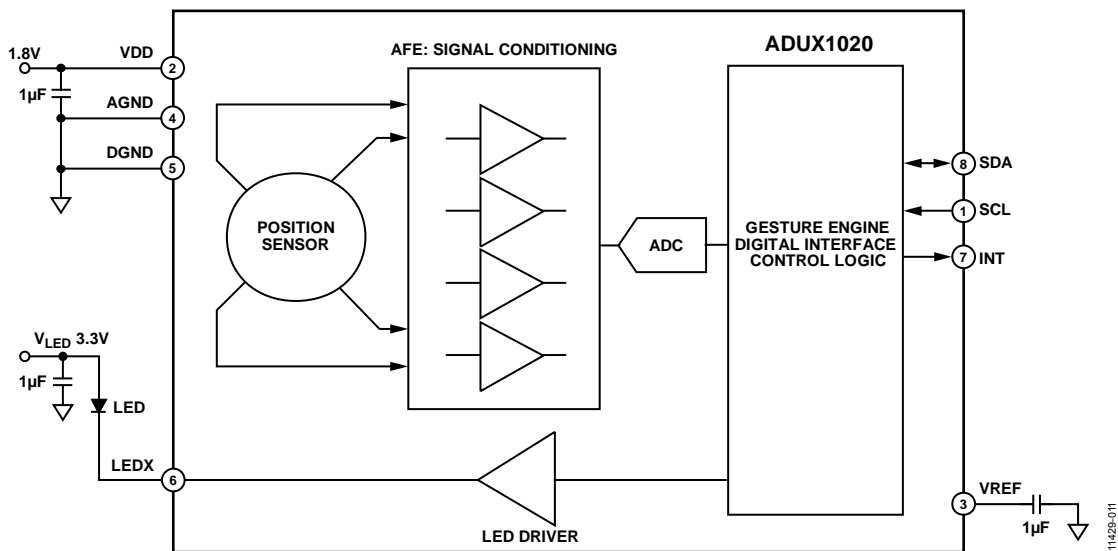 ADUX1020
AFE: SIGNAL CONDITIONING
1.8V
VDD
2
1µF
AGND
4
DGND
5
POSITION
SENSOR
ADC
GESTURE ENGINE
DIGITAL INTERFACE
CONTROL LOGIC
8
SDA
1
SCL
7
INT
VLED 3.3V
1µF
LED
LEDX
6
LED DRIVER
3
VREF
1µF
11429-011